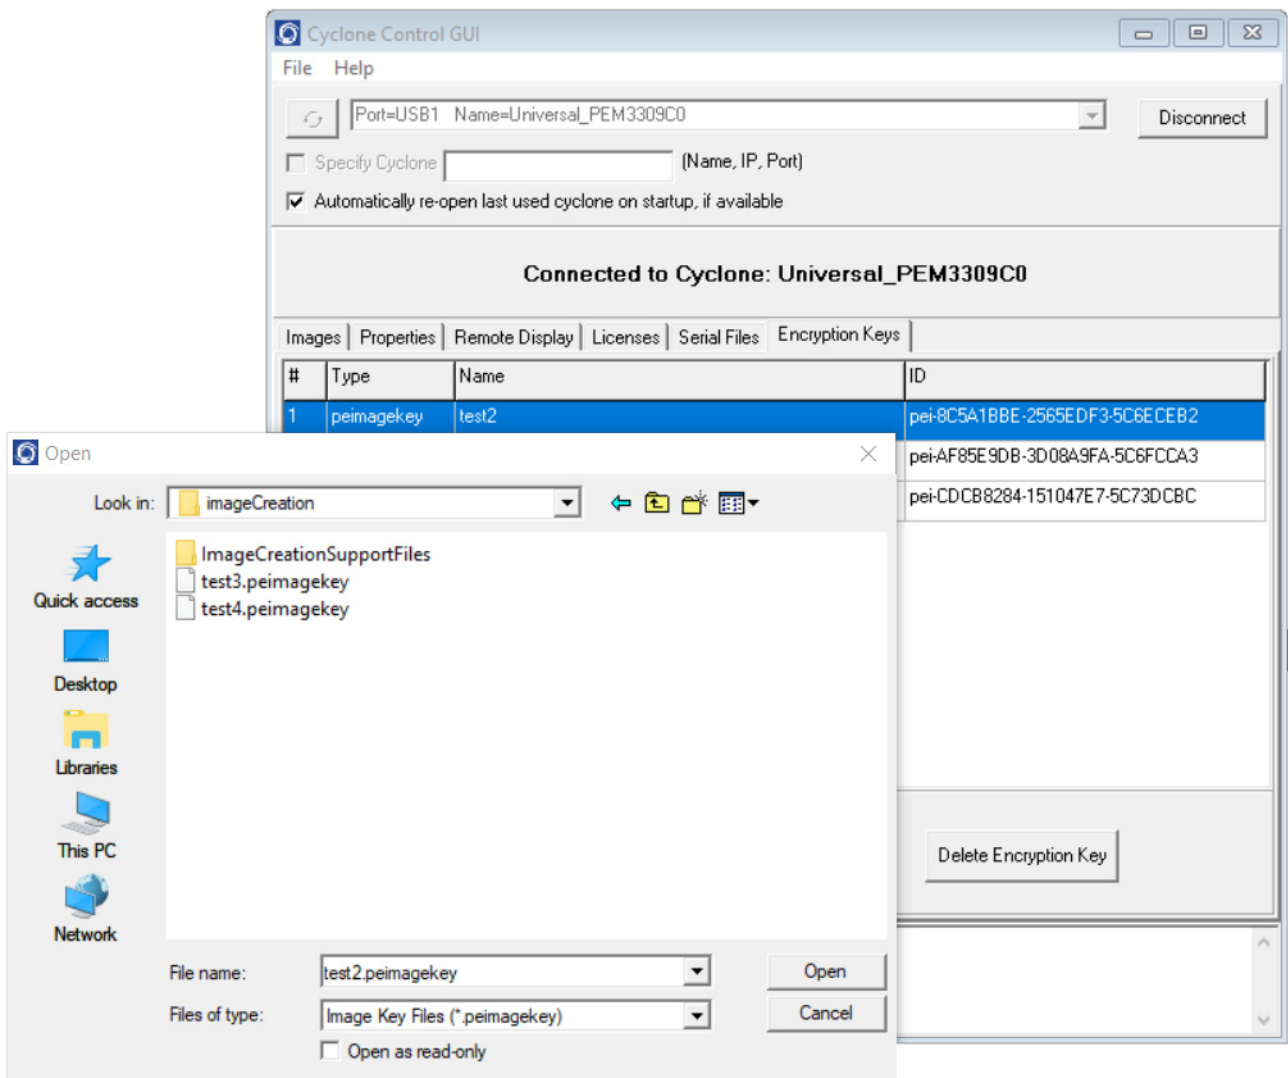 Cyclone Control GUI
File Help
Port=USB1 Name=Universal_PEM3309C0
Disconnect
Specify Cyclone (Name, IP, Port)
Automatically re-open last used cyclone on startup, if available
Connected to Cyclone: Universal_PEM3309C0
Images Properties Remote Display Licenses Serial Files Encryption Keys
# Type Name ID
1 peimagekey test2 pei-8C5A1BBE-2565EDF3-5C6ECEB2
pei-AF85E9DB-3D08A9FA-5C6FCCA3
pei-CDCB8284-151047E7-5C73DCBC
Delete Encryption Key
Open
Look in: imageCreation
Quick access
Desktop
Libraries
This PC
Network
ImageCreationSupportFiles
test3.peimagekey
test4.peimagekey
File name: test2.peimagekey Open
Files of type: Image Key Files (*.peimagekey) Cancel
Open as read-only